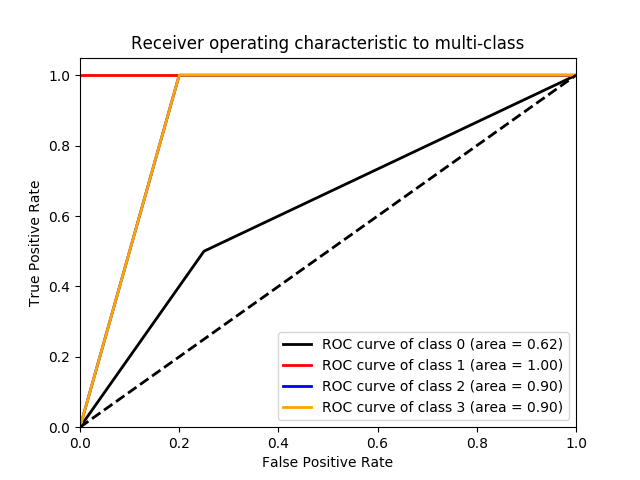 Receiver operating characteristic to multi-class
1.0
0.8
0.6
0.4
0.2
0.0
True Positive Rate
ROC curve of class 0 (area = 0.62)
ROC curve of class 1 (area = 1.00)
ROC curve of class 2 (area = 0.90)
ROC curve of class 3 (area = 0.90)
0.0 0.2 0.4 0.6 0.8 1.0
False Positive Rate